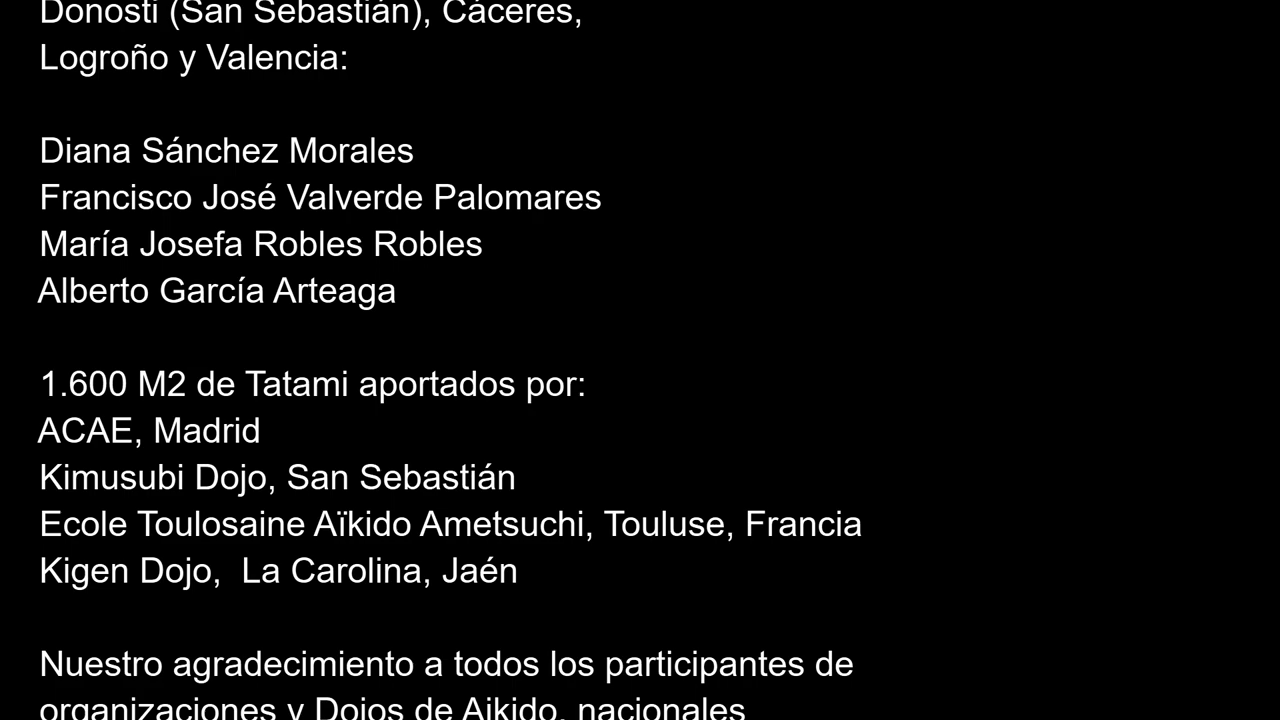 Donosti (San Sebastián), Cáceres,
Logroño y Valencia:
Diana Sánchez Morales
Francisco José Valverde Palomares
María Josefa Robles Robles
Alberto García Arteaga
1.600 M2 de Tatami aportados por:
ACAE, Madrid
Kimusubi Dojo, San Sebastián
Ecole Toulosaine Aïkido Ametsuchi, Touluse, Francia
Kigen Dojo,  La Carolina, Jaén
Nuestro agradecimiento a todos los participantes de
organizaciones y Dojos de Aikido, nacionales